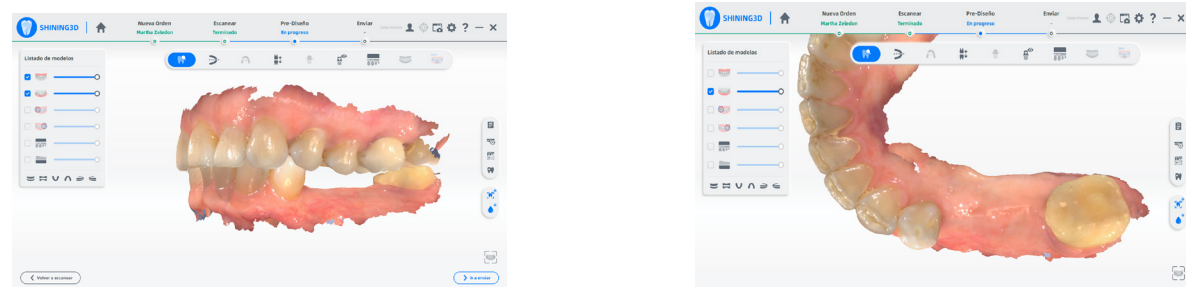 SHINING3D
Nueva Orden
Martha Zeledon
Escanear
Terminado
Pre-Diseño
En progreso
Enviar
-
Listado de modelos
Volver a escanear
Ir a enviar
SHINING3D
Nueva Orden
Martha Zeledon
Escanear
Terminado
Pre-Diseño
En progreso
Enviar
-
Listado de modelos